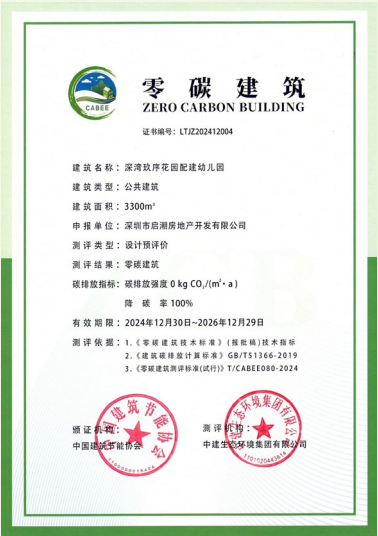 CABEE
零碳建筑
ZERO CARBON BUILDING
证书编号：LTJZ202412004
建筑名称：深湾玖序花园配建幼儿园
建筑类型：公共建筑
建筑面积：3300m²
申报单位：深圳市启潮房地产开发有限公司
测评类型：设计预评价
测评结果：零碳建筑
碳排放指标：碳排放强度 0 kg CO₂/(m²·a)
降 碳 率 100%
有效期限：2024年12月30日~2026年12月29日
测评依据：1.《零碳建筑技术标准》(报批稿)技术指标
2.《建筑碳排放计算标准》GB/T51366-2019
3.《零碳建筑测评标准(试行)》T/CABEE080-2024
颁证机构：
中国建筑节能协会
测评机构：
中建生态环境集团有限公司
中国建筑节能协会